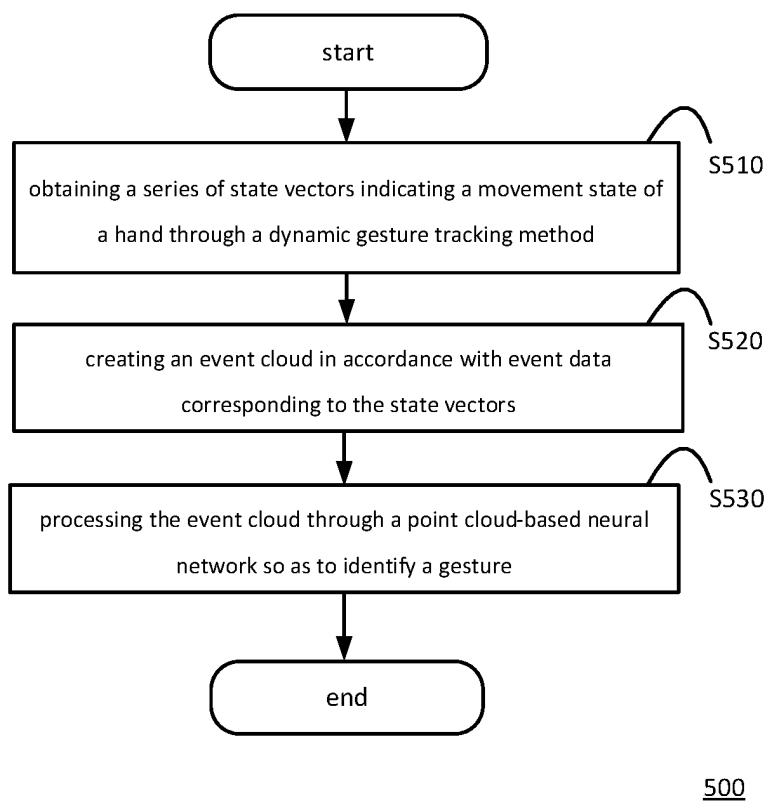 start
S510
obtaining a series of state vectors indicating a movement state of
a hand through a dynamic gesture tracking method
S520
creating an event cloud in accordance with event data
corresponding to the state vectors
S530
processing the event cloud through a point cloud-based neural
network so as to identify a gesture
end
500